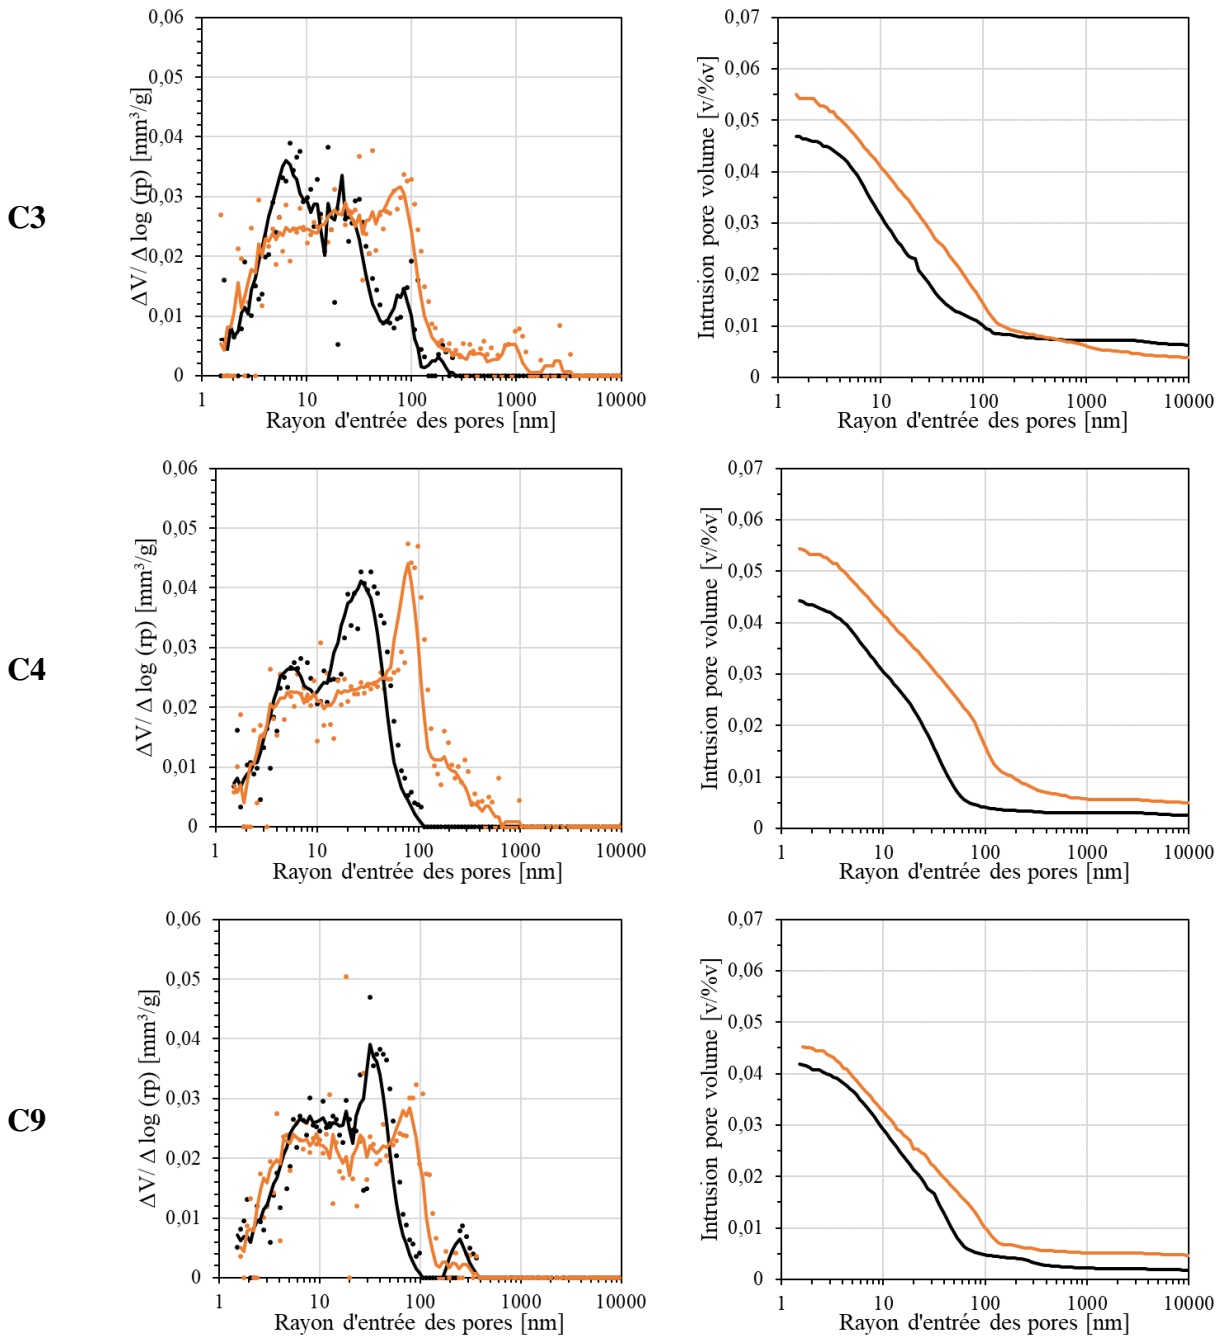 C3
ΔV/ Δ log (rp) [mm³/g]
0,06
0,05
0,04
0,03
0,02
0,01
0
1 10 100 1000 10000
Rayon d'entrée des pores [nm]
Intrusion pore volume [v/%v]
0,07
0,06
0,05
0,04
0,03
0,02
0,01
0
1 10 100 1000 10000
Rayon d'entrée des pores [nm]
C4
ΔV/ Δ log (rp) [mm³/g]
0,06
0,05
0,04
0,03
0,02
0,01
0
1 10 100 1000 10000
Rayon d'entrée des pores [nm]
Intrusion pore volume [v/%v]
0,07
0,06
0,05
0,04
0,03
0,02
0,01
0
1 10 100 1000 10000
Rayon d'entrée des pores [nm]
C9
ΔV/ Δ log (rp) [mm³/g]
0,06
0,05
0,04
0,03
0,02
0,01
0
1 10 100 1000 10000
Rayon d'entrée des pores [nm]
Intrusion pore volume [v/%v]
0,07
0,06
0,05
0,04
0,03
0,02
0,01
0
1 10 100 1000 10000
Rayon d'entrée des pores [nm]